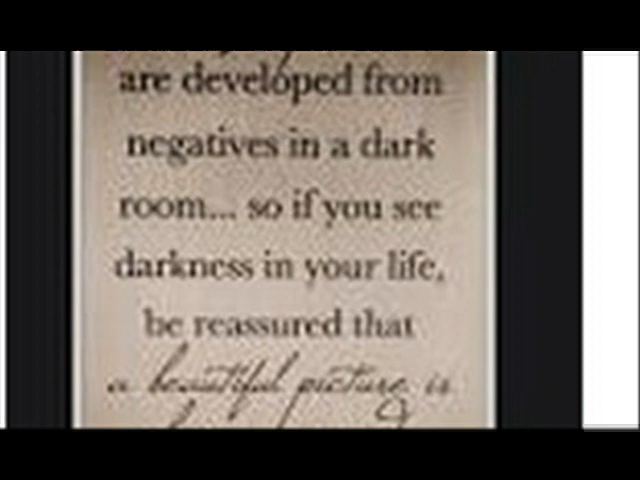 are developed from
negatives in a dark
room... so if you see
darkness in your life,
be reassured that
a beautiful picture is